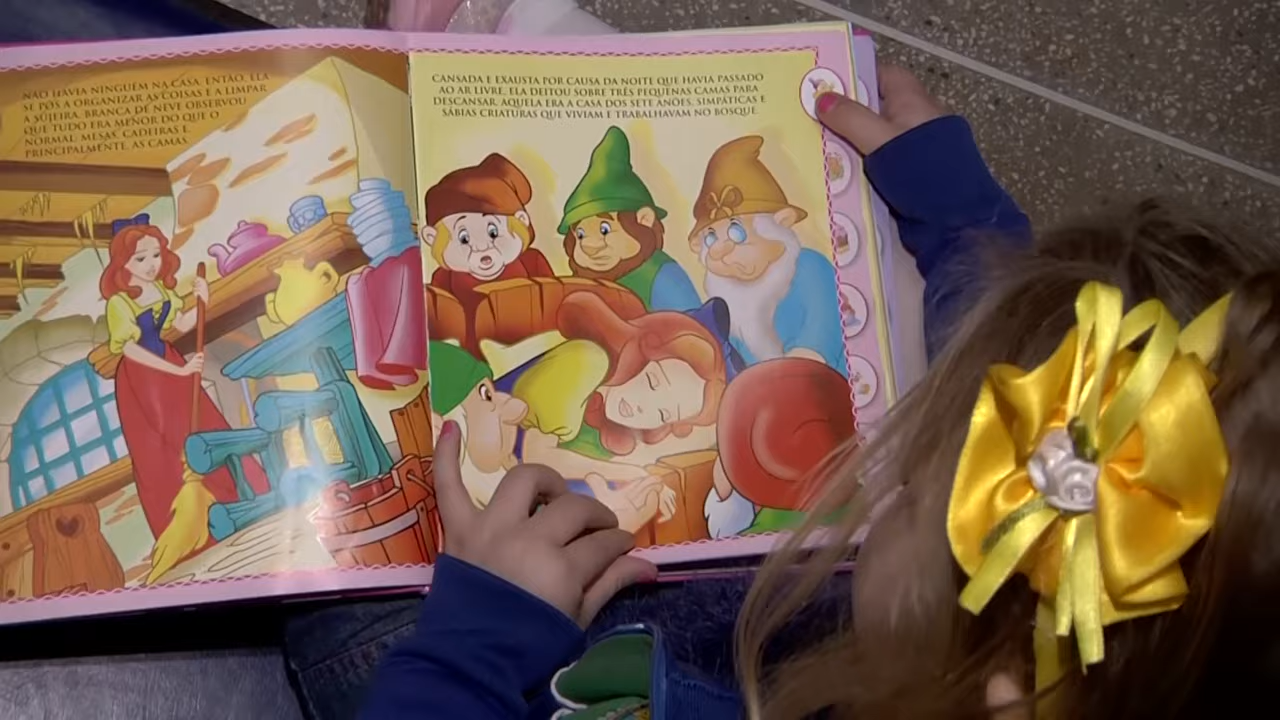 NÃO HAVIA NINGUÉM NA CASA. ENTÃO, ELA
SE PÔS A ORGANIZAR AS COISAS E A LIMPAR
A SUJEIRA. BRANCA DE NEVE OBSERVOU
QUE TUDO ERA MENOR DO QUE O
NORMAL: MESAS, CADEIRAS E,
PRINCIPALMENTE, AS CAMAS.
CANSADA E EXAUSTA POR CAUSA DA NOITE QUE HAVIA PASSADO
AO AR LIVRE, ELA DEITOU SOBRE TRÊS PEQUENAS CAMAS PARA
DESCANSAR. AQUELA ERA A CASA DOS SETE ANÕES, SIMPÁTICAS E
SÁBIAS CRIATURAS QUE VIVIAM E TRABALHAVAM NO BOSQUE.